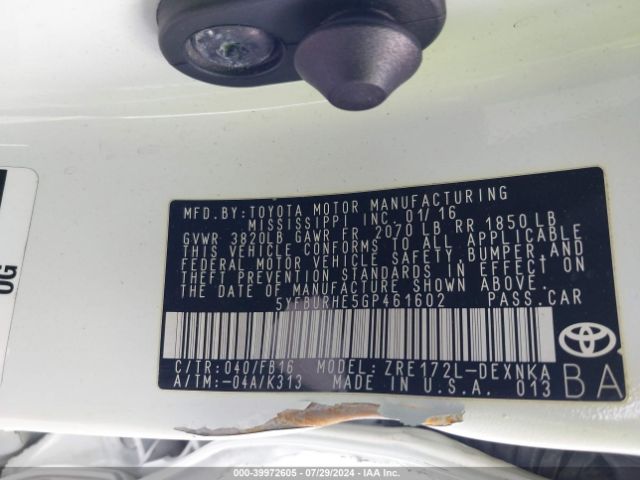 OG
MFD.BY:TOYOTA MOTOR MANUFACTURING
MISSISSIPPI INC. 01/16
GVWR 3820LB GAWR FR 2070 LB RR 1850LB
THIS VEHICLE CONFORMS TO ALL APPLICABLE
FEDERAL MOTOR VEHICLE SAFETY,BUMPER,AND
THEFT PREVENTION STANDARDS IN EFFECT ON
THE DATE OF MANUFACTURE SHOWN ABOVE.
5YFBURHE5GP461602 PASS.CAR
C/TR:040/FB16 MODEL:ZRE172L-DEXNKA
A/TM:-04A/K313 MADE IN U.S.A. 013
BA
000-39972605 | 07/29/2024 | IAA Inc.